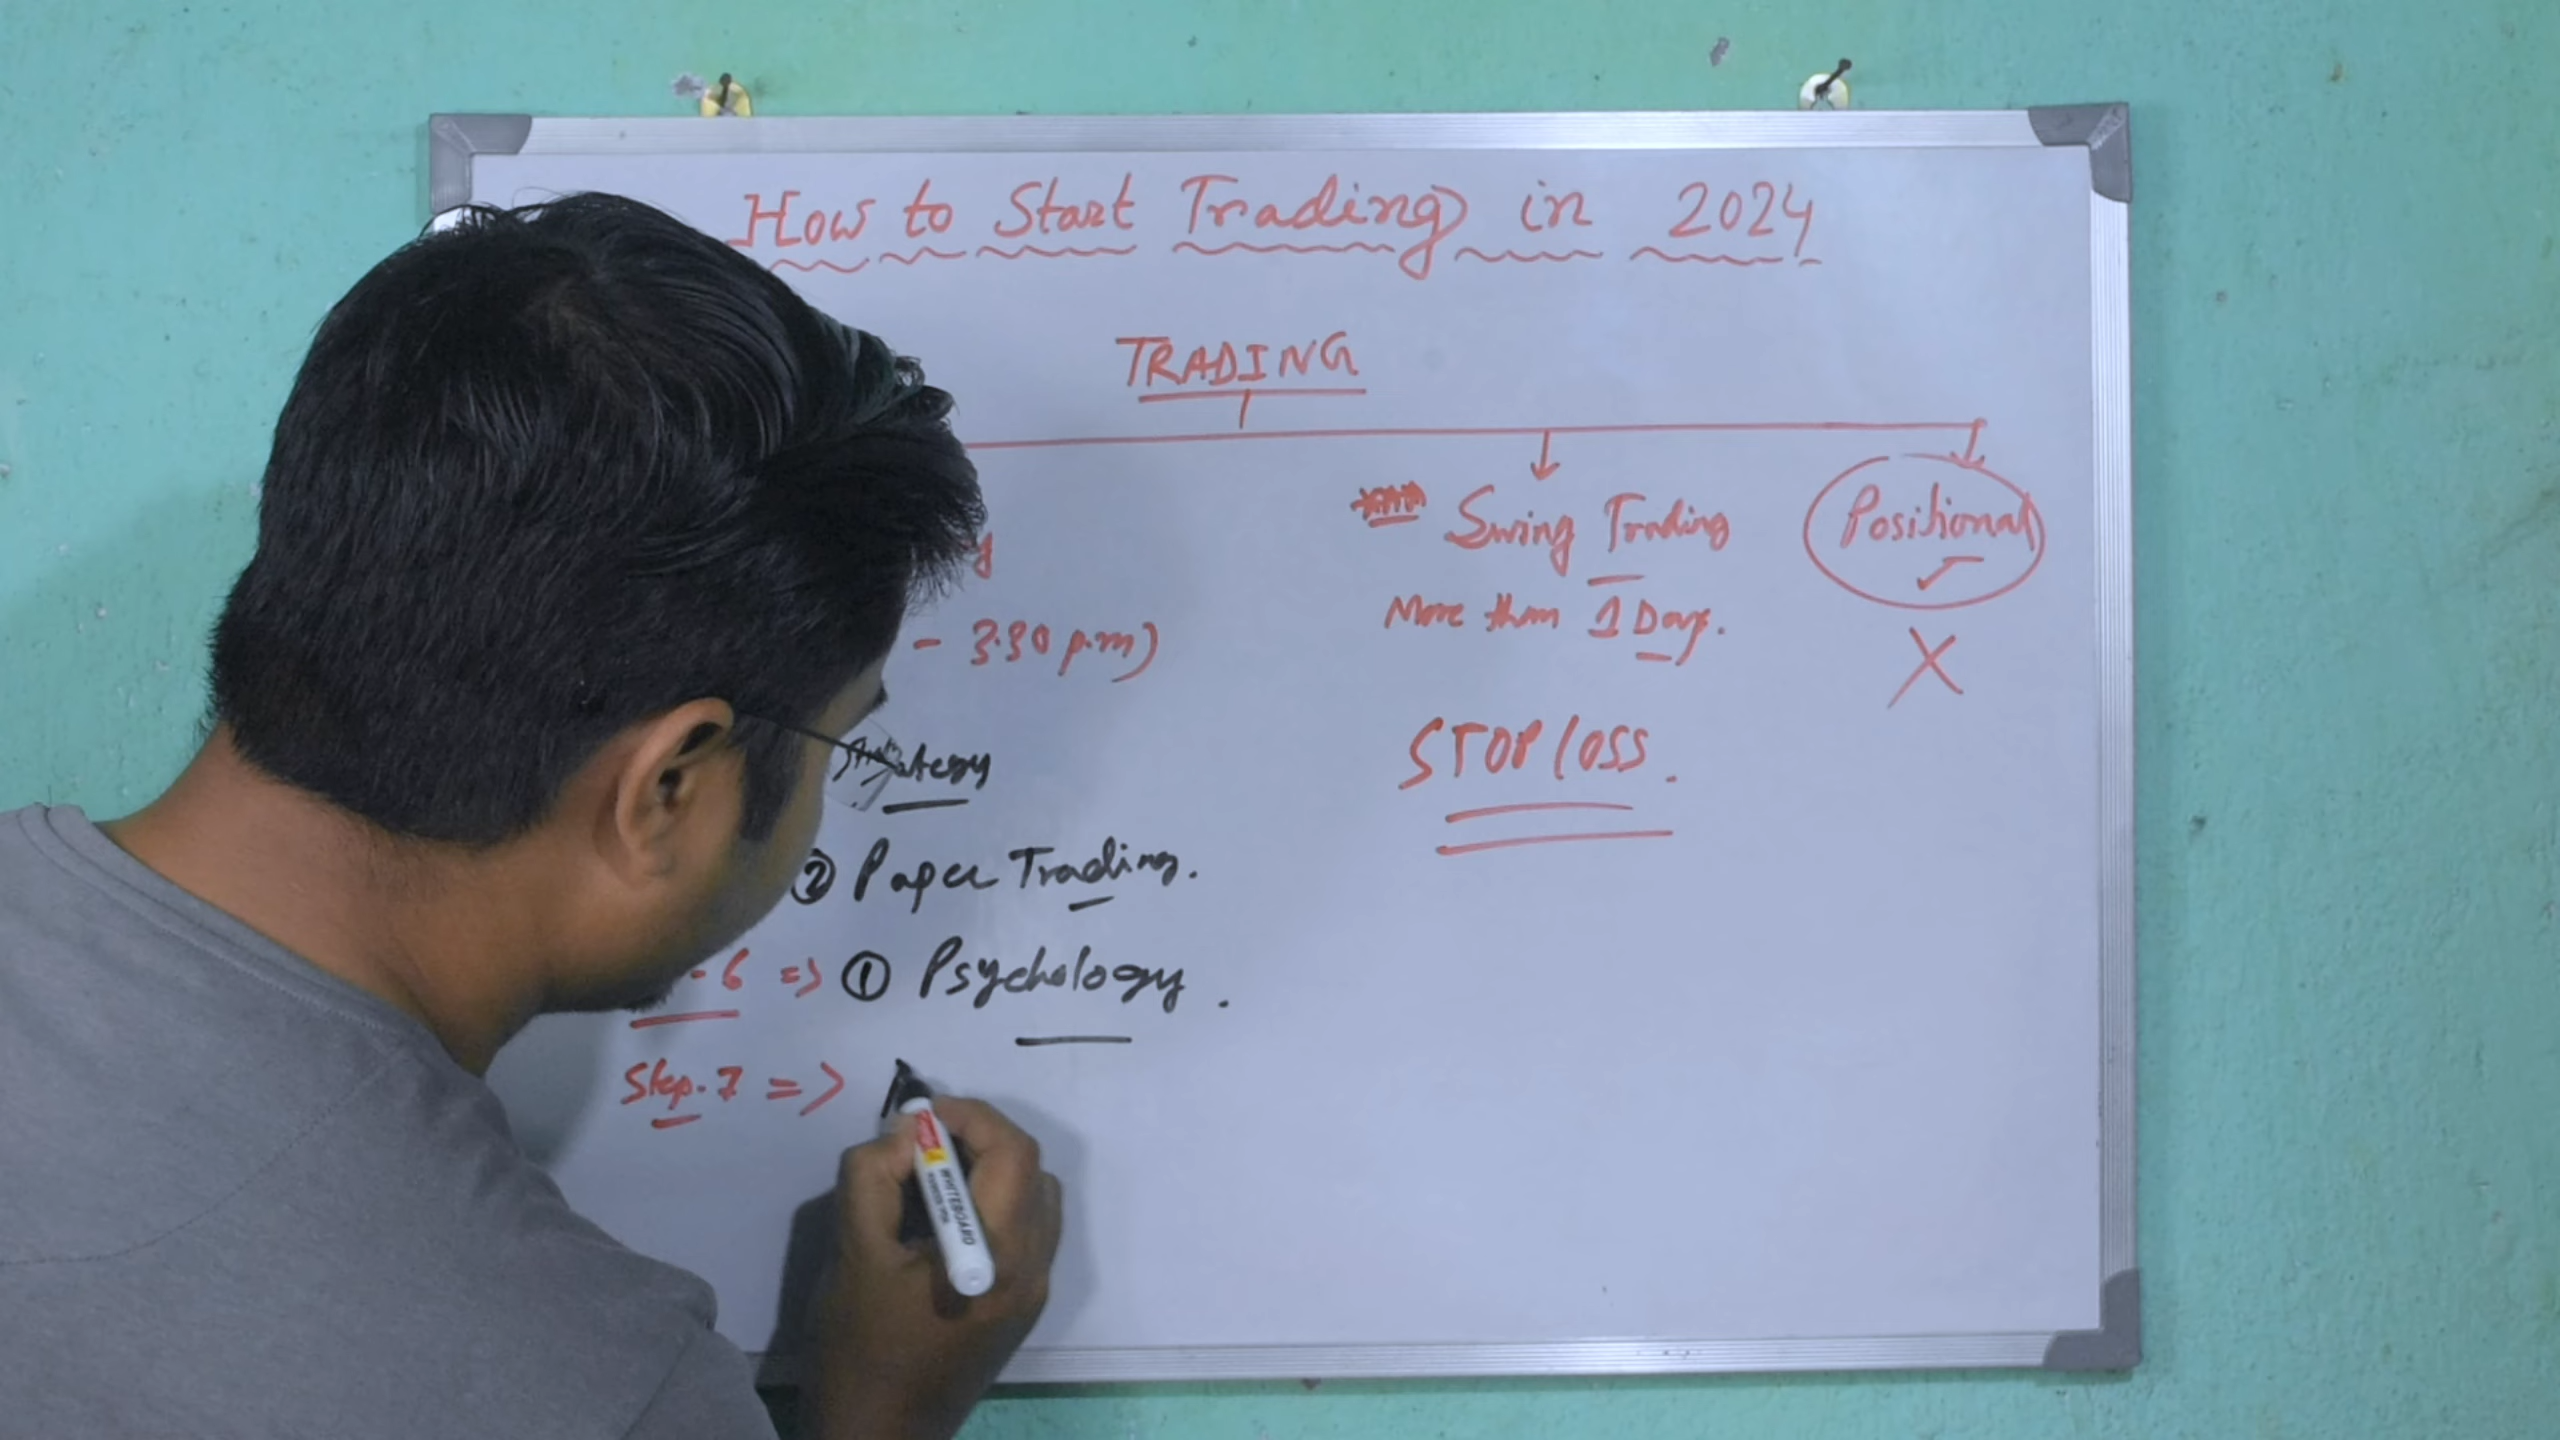 How to Start Trading in 2024
TRADING
Swing Trading
Positional
More than 1 Day.
- 3:30 p.m)
STOP LOSS.
② Paper Trading.
- 6 => ① Psychology.
Step. 7 =>
WHITEBOARD